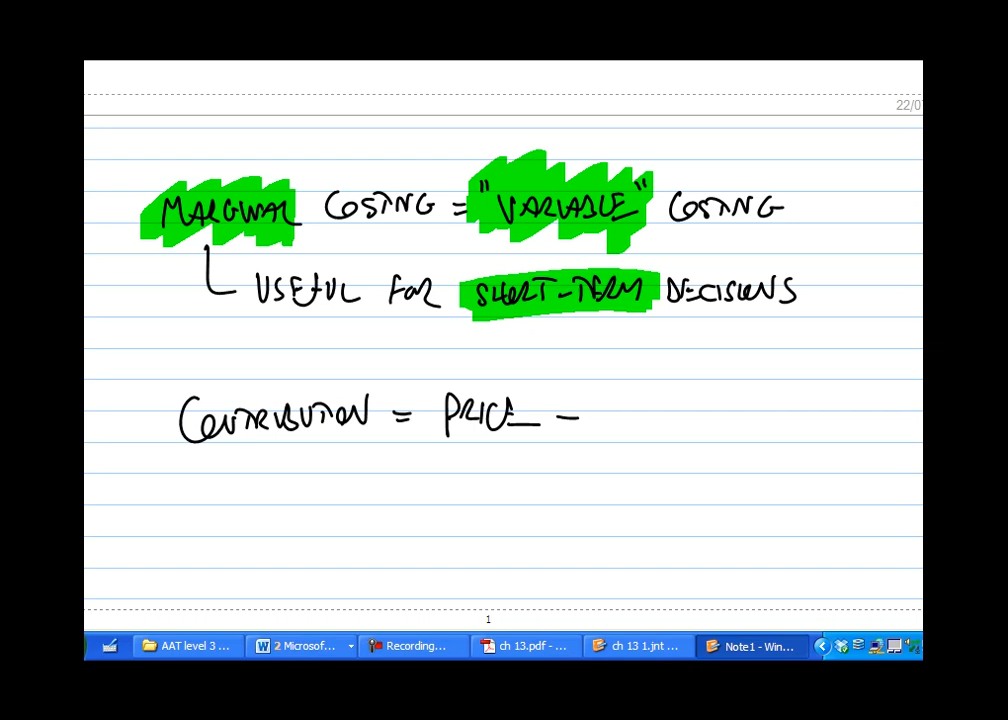 22/0
MARGINAL COSTING = "VARIABLE" COSTING
USEFUL FOR SHORT-TERM DECISIONS
CONTRIBUTION = PRICE -
1
AAT level 3 ...
2 Microsof...
Recording...
ch 13.pdf - ...
ch 13 1.jnt ...
Note1 - Win...